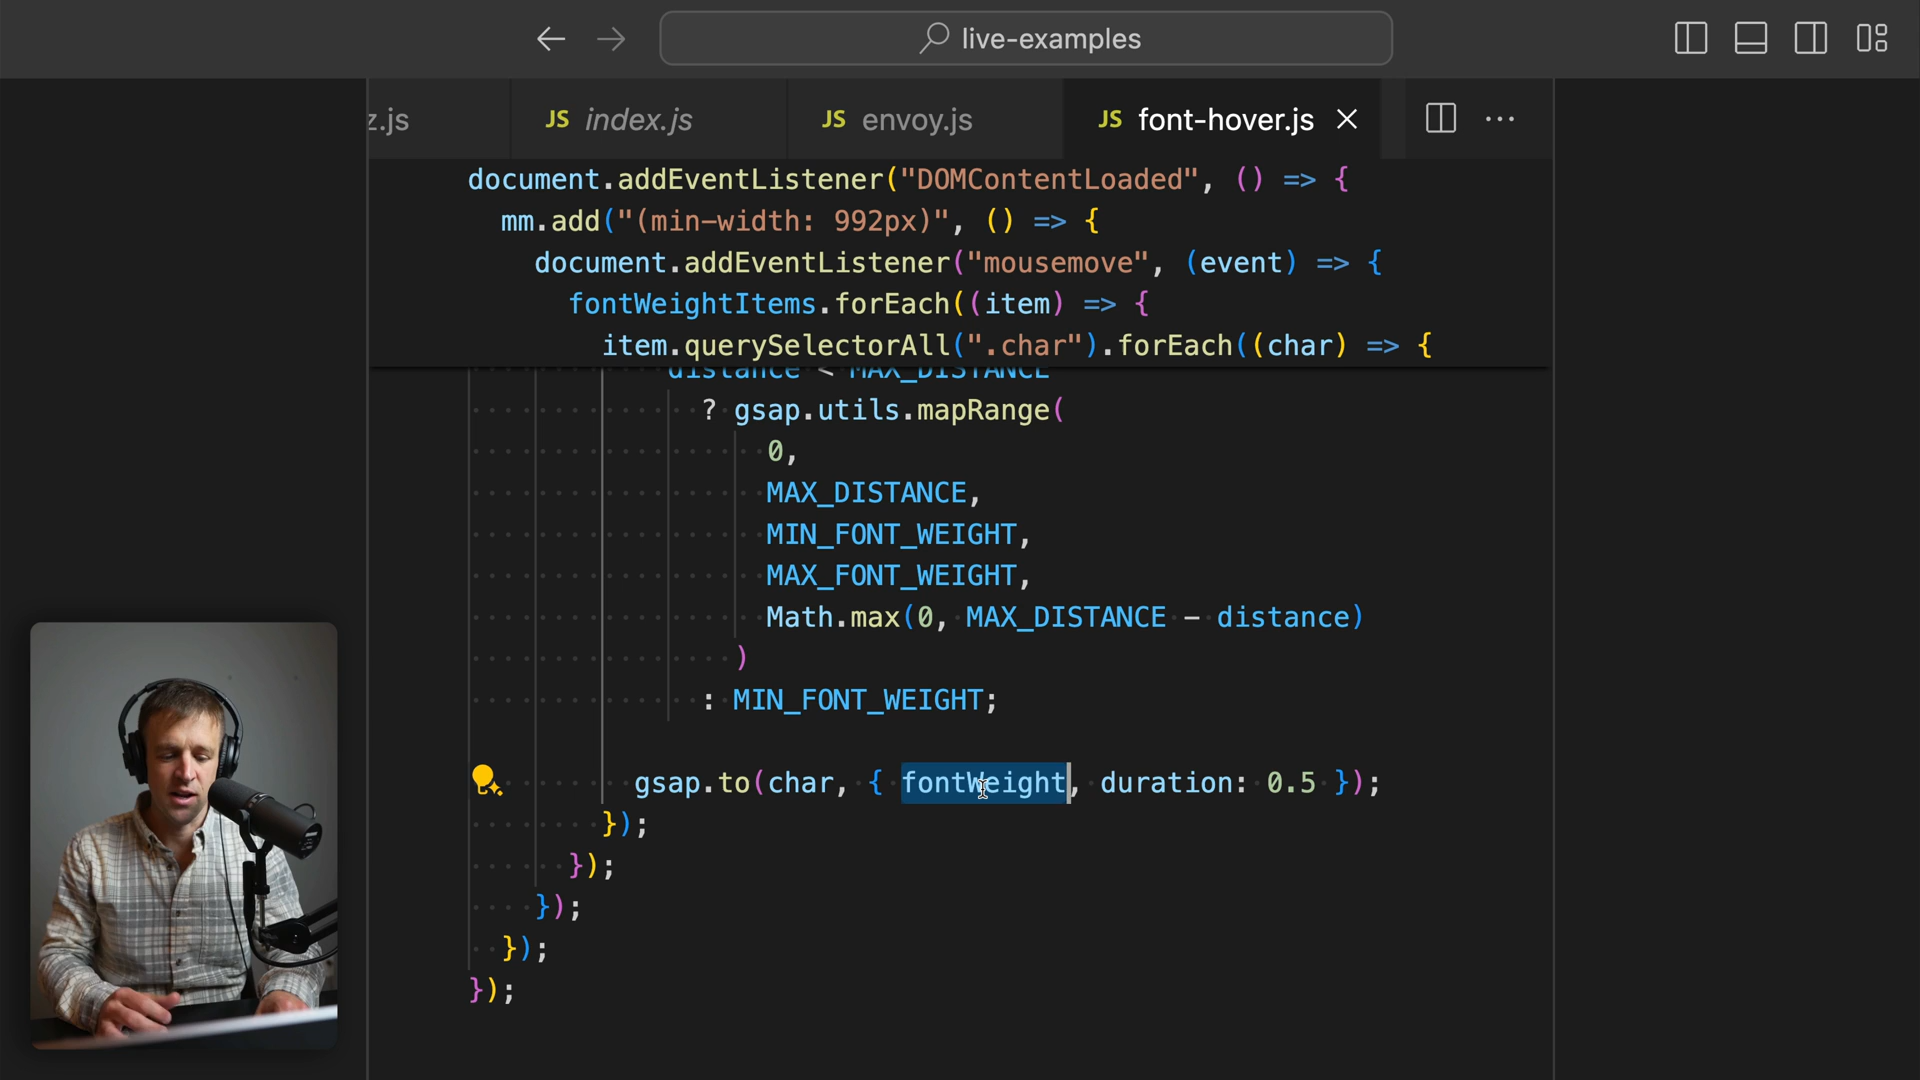 live-examples
z.js
JS index.js
JS envoy.js
JS font-hover.js
document.addEventListener("DOMContentLoaded", () => {
mm.add("(min-width: 992px)", () => {
document.addEventListener("mousemove", (event) => {
fontWeightItems.forEach((item) => {
item.querySelectorAll(".char").forEach((char) => {
distance < MAX_DISTANCE
? gsap.utils.mapRange(
0,
MAX_DISTANCE,
MIN_FONT_WEIGHT,
MAX_FONT_WEIGHT,
Math.max(0, MAX_DISTANCE - distance)
)
: MIN_FONT_WEIGHT;
gsap.to(char, { fontWeight, duration: 0.5 });
});
});
});
});
});